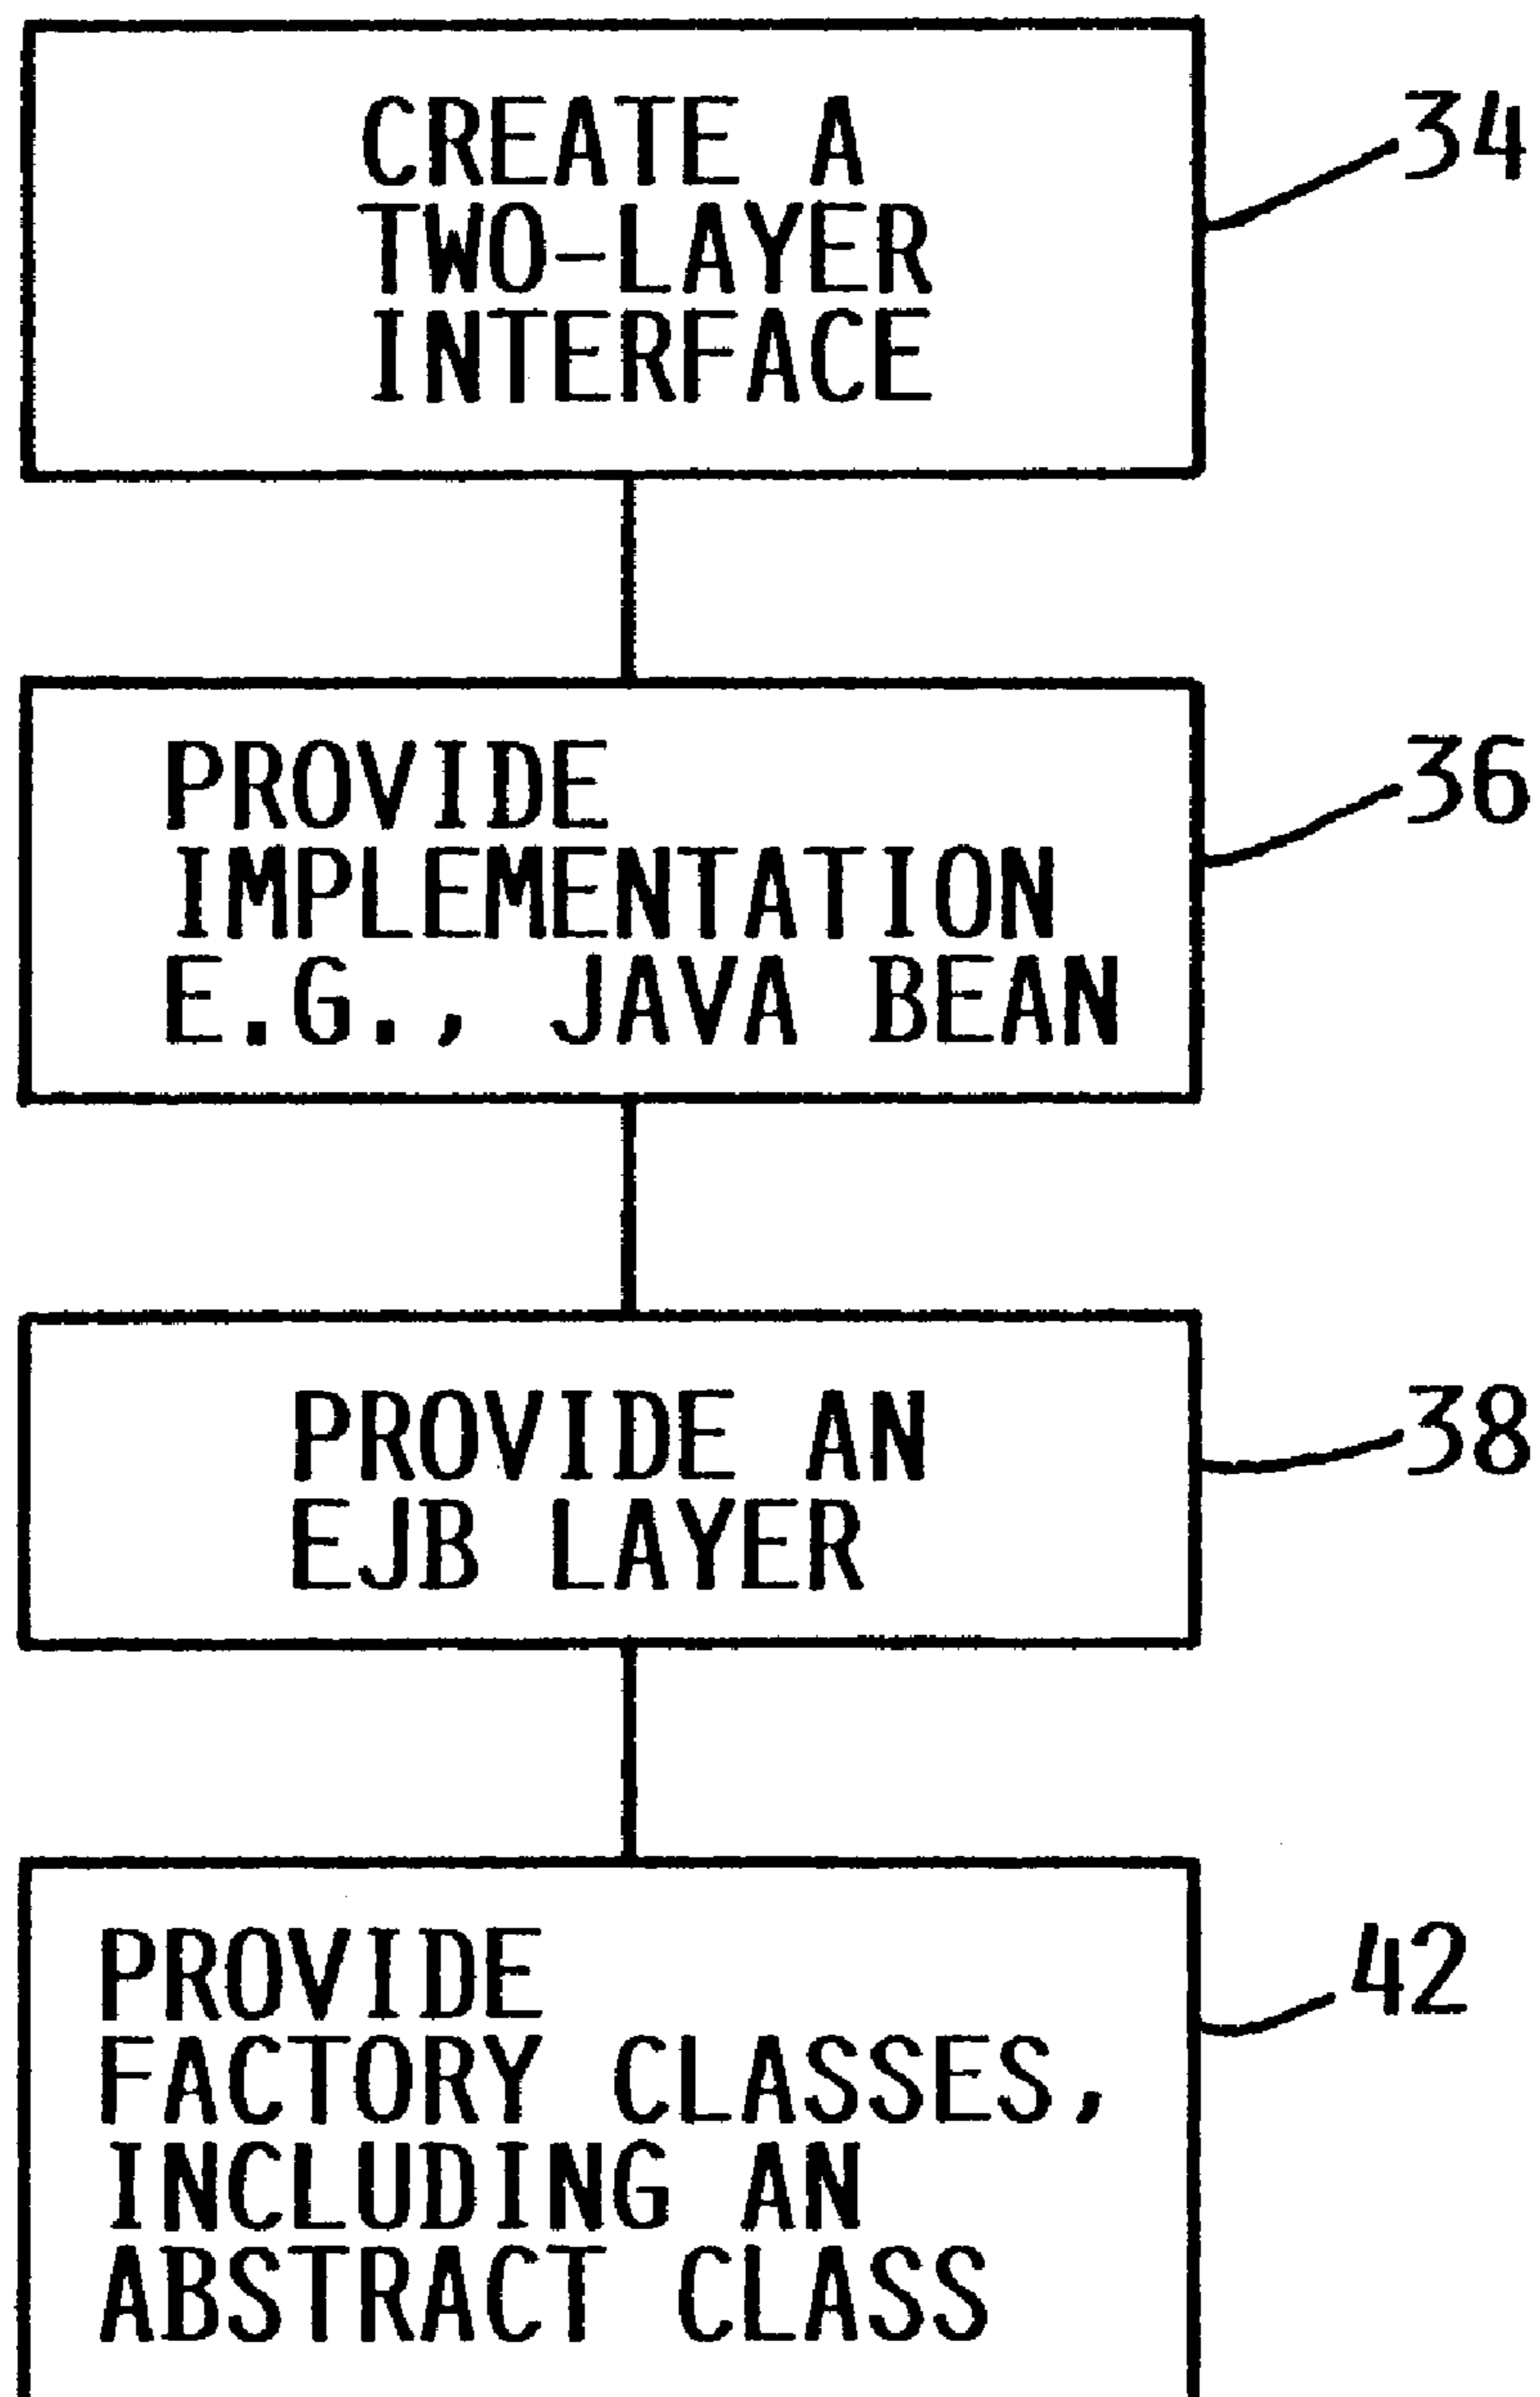 CREATE A
TWO-LAYER
INTERFACE
34
PROVIDE
IMPLEMENTATION
E.G., JAVA BEAN
36
PROVIDE AN
EJB LAYER
38
PROVIDE
FACTORY CLASSES,
INCLUDING AN
ABSTRACT CLASS
42